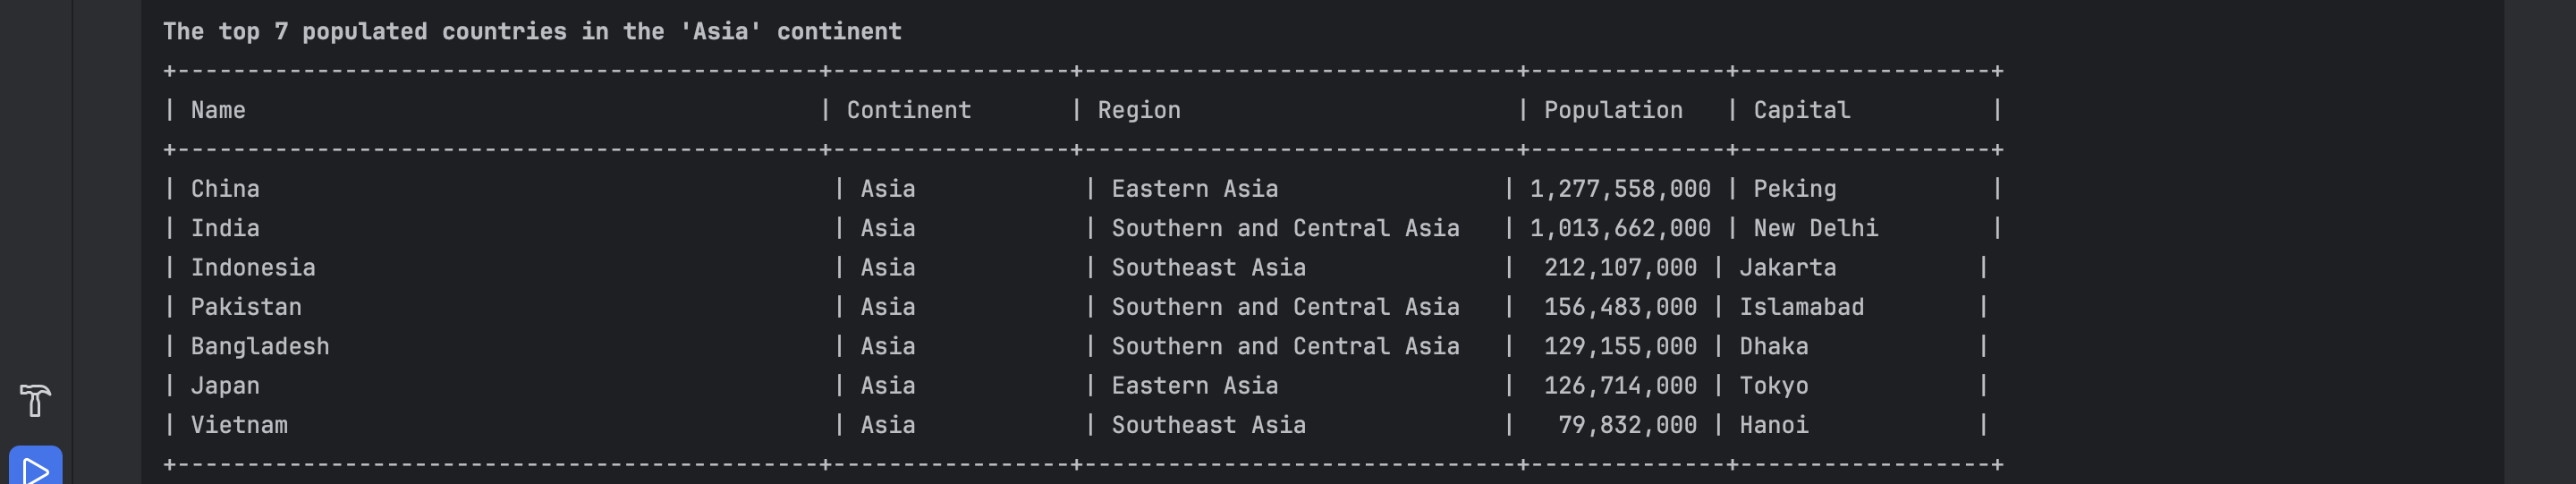 The top 7 populated countries in the 'Asia' continent
+----------------------------------------------+-----------------+-------------------------------+--------------+------------------+
| Name                                         | Continent       | Region                        | Population   | Capital          |
+----------------------------------------------+-----------------+-------------------------------+--------------+------------------+
| China                                         | Asia            | Eastern Asia                | 1,277,558,000 | Peking           |
| India                                         | Asia            | Southern and Central Asia   | 1,013,662,000 | New Delhi        |
| Indonesia                                     | Asia            | Southeast Asia              |  212,107,000 | Jakarta          |
| Pakistan                                      | Asia            | Southern and Central Asia   |  156,483,000 | Islamabad        |
| Bangladesh                                    | Asia            | Southern and Central Asia   |  129,155,000 | Dhaka            |
| Japan                                         | Asia            | Eastern Asia                |  126,714,000 | Tokyo            |
| Vietnam                                       | Asia            | Southeast Asia              |   79,832,000 | Hanoi            |
+----------------------------------------------+-----------------+-------------------------------+--------------+------------------+